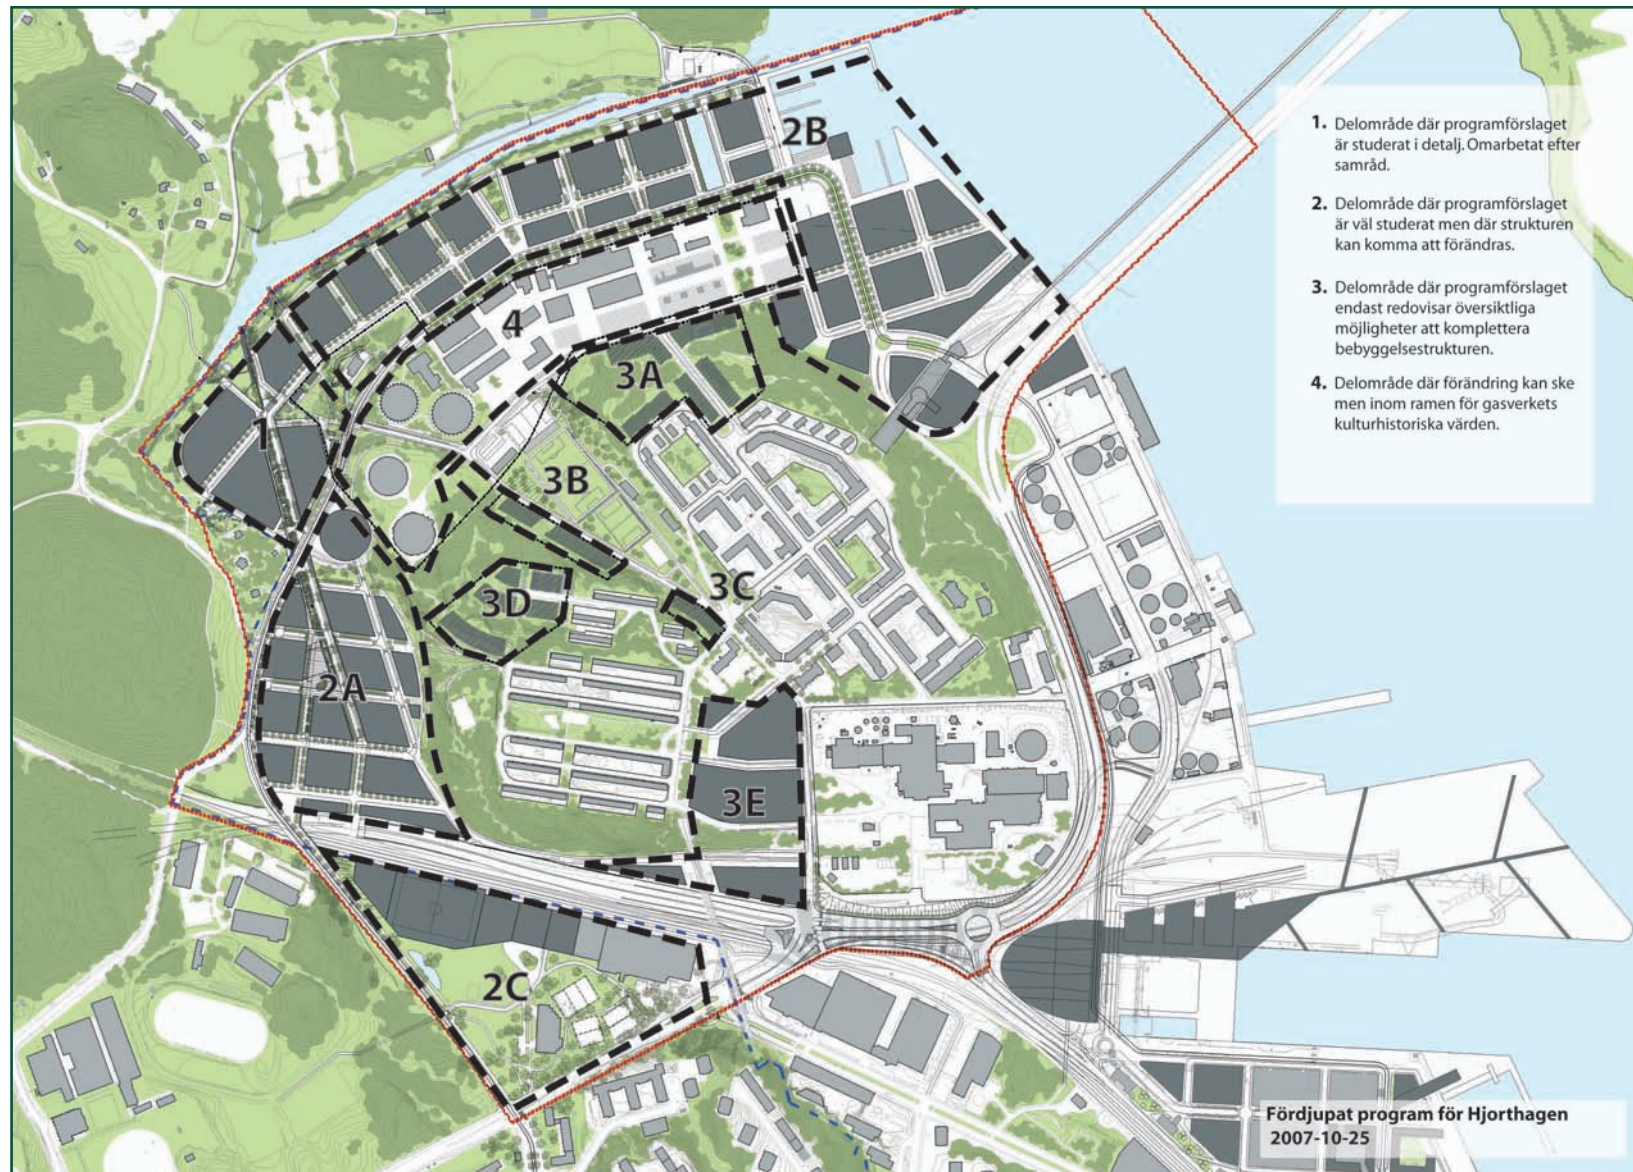 1. Delområde där programförslaget
är studerat i detalj. Omarbetat efter
samråd.
2. Delområde där programförslaget
är väl studerat men där strukturen
kan komma att förändras.
3. Delområde där programförslaget
endast redovisar översiktliga
möjligheter att komplettera
bebyggelsestrukturen.
4. Delområde där förändring kan ske
men inom ramen för gasverkets
kulturhistoriska värden.
2B
4
3A
1
3B
3C
3D
2A
3E
2C
Fördjupat program för Hjorthagen
2007-10-25